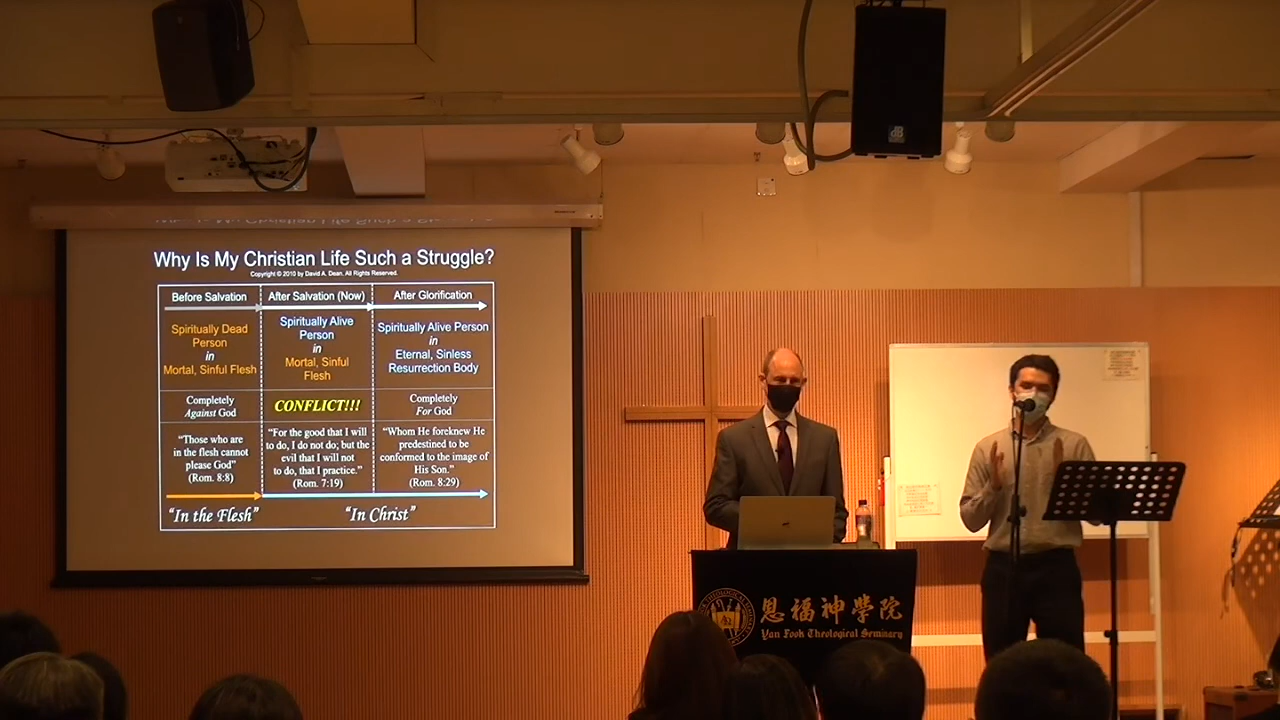 Why Is My Christian Life Such a Struggle?
Copyright © 2010 by David A. Dean. All Rights Reserved.
Before Salvation
After Salvation (Now)
After Glorification
Spiritually Dead
Person
in
Mortal, Sinful Flesh
Spiritually Alive
Person
in
Mortal, Sinful
Flesh
Spiritually Alive Person
in
Eternal, Sinless
Resurrection Body
Completely
Against God
CONFLICT!!!
Completely
For God
“Those who are
in the flesh cannot
please God”
(Rom. 8:8)
“For the good that I will
to do, I do not do; but the
evil that I will not
to do, that I practice.”
(Rom. 7:19)
“Whom He foreknew He
predestined to be
conformed to the image of
His Son.”
(Rom. 8:29)
“In the Flesh”
“In Christ”
dB
恩福神學院
Yan Fook Theological Seminary